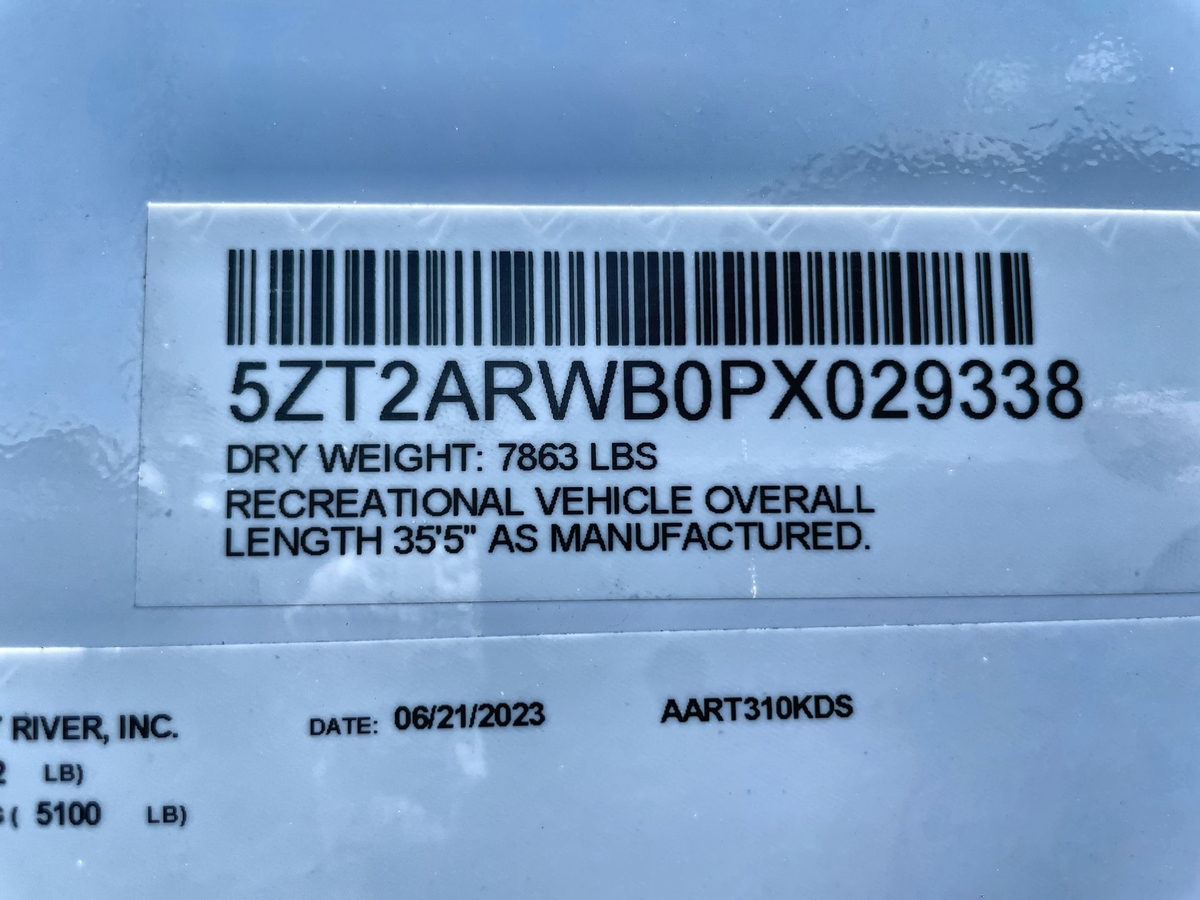 5ZT2ARWB0PX029338
DRY WEIGHT: 7863 LBS
RECREATIONAL VEHICLE OVERALL
LENGTH 35'5" AS MANUFACTURED.
RIVER, INC. DATE: 06/21/2023 AART310KDS
2 LB)
( 5100 LB)